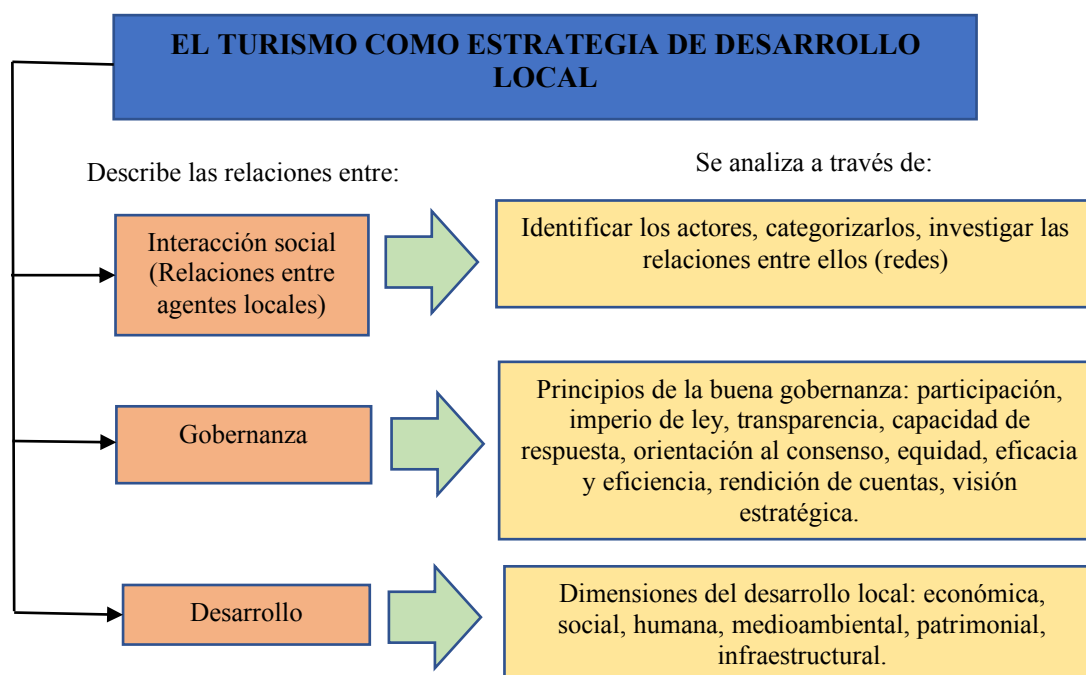 EL TURISMO COMO ESTRATEGIA DE DESARROLLO
LOCAL
Describe las relaciones entre:
Se analiza a través de:
Interacción social
(Relaciones entre
agentes locales)
Identificar los actores, categorizarlos, investigar las
relaciones entre ellos (redes)
Gobernanza
Principios de la buena gobernanza: participación,
imperio de ley, transparencia, capacidad de
respuesta, orientación al consenso, equidad, eficacia
y eficiencia, rendición de cuentas, visión
estratégica.
Desarrollo
Dimensiones del desarrollo local: económica,
social, humana, medioambiental, patrimonial,
infraestructural.